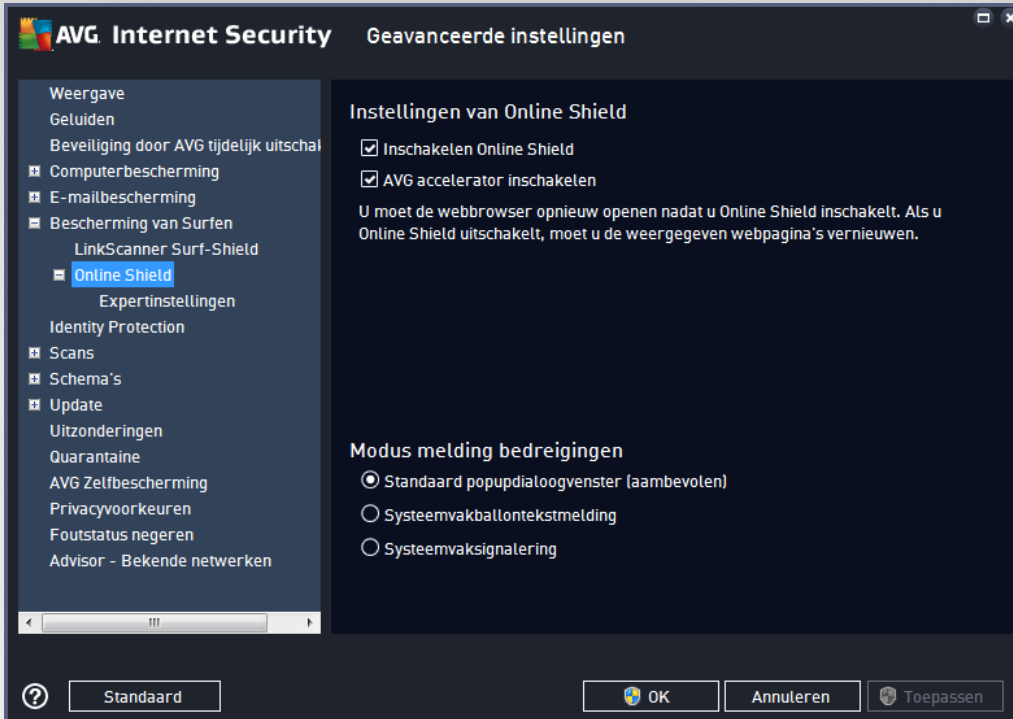 AVG Internet Security Geavanceerde instellingen
Weergave
Geluiden
Beveiliging door AVG tijdelijk uitschak
Computerbescherming
E-mailbescherming
Bescherming van Surfen
LinkScanner Surf-Shield
Online Shield
Expertinstellingen
Identity Protection
Scans
Schema's
Update
Uitzonderingen
Quarantaine
AVG Zelfbescherming
Privacyvoorkeuren
Foutstatus negeren
Advisor - Bekende netwerken
Instellingen van Online Shield
Inschakelen Online Shield
AVG accelerator inschakelen
U moet de webbrowser opnieuw openen nadat u Online Shield inschakelt. Als u
Online Shield uitschakelt, moet u de weergegeven webpagina's vernieuwen.
Modus melding bedreigingen
Standaard popupdialoogvenster (aambevolen)
Systeemvakballontekstmelding
Systeemvaksignalering
? Standaard OK Annuleren Toepassen